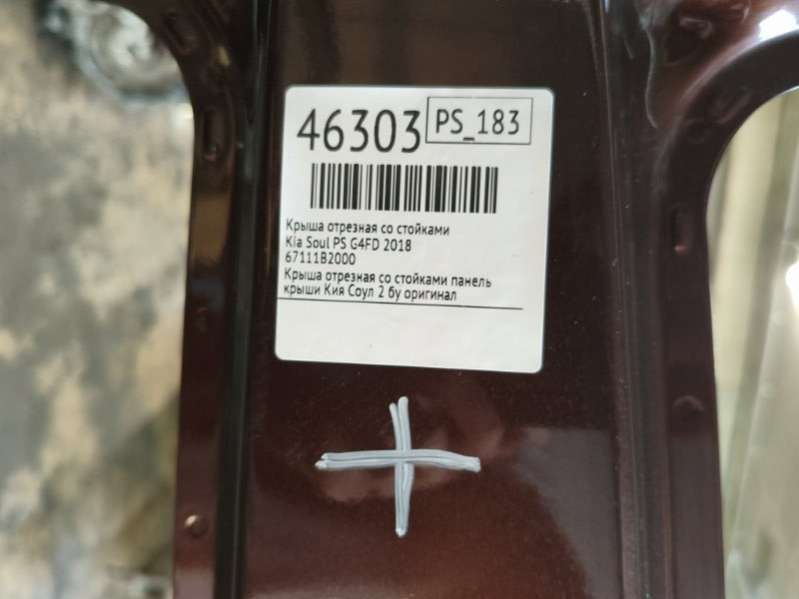 46303 PS_183
Крыша отрезная со стойками
Kia Soul PS G4FD 2018
67111B2000
Крыша отрезная со стойками панель
крыши Кия Соул 2 бу оригинал